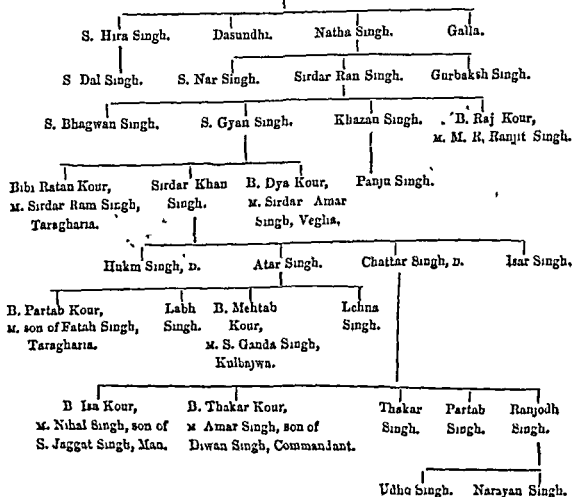 S. Hira Singh. Dasundhi. Natha Singh. Galla.
S Dal Singh. S. Nar Singh. Sirdar Ran Singh. Gurbaksh Singh.
S. Bhagwan Singh. S. Gyan Singh. Khazan Singh. B. Raj Kour,
M. M. R, Ranjit Singh.
Bibi Ratan Kour, Sirdar Khan B. Dya Kour, Panju Singh.
M. Sirdar Ram Singh, Singh. M. Sirdar Amar
Taragharia. Singh, Veglia,
Hukm Singh, D. Atar Singh. Chattar Singh, D. Isar Singh.
B. Partab Kour, Labh B. Mehtab Lehna
M. son of Fatah Singh, Singh. Kour, Singh.
Taragharia. M. S. Ganda Singh,
Kulbajwa.
B Isa Kour, B. Thakar Kour, Thakar Partab Ranjodh
M. Nihal Singh, son of M Amar Singh, son of Singh. Singh. Singh.
S. Jaggat Singh, Man. Diwan Singh, Commandant.
Udho Singh. Narayan Singh.